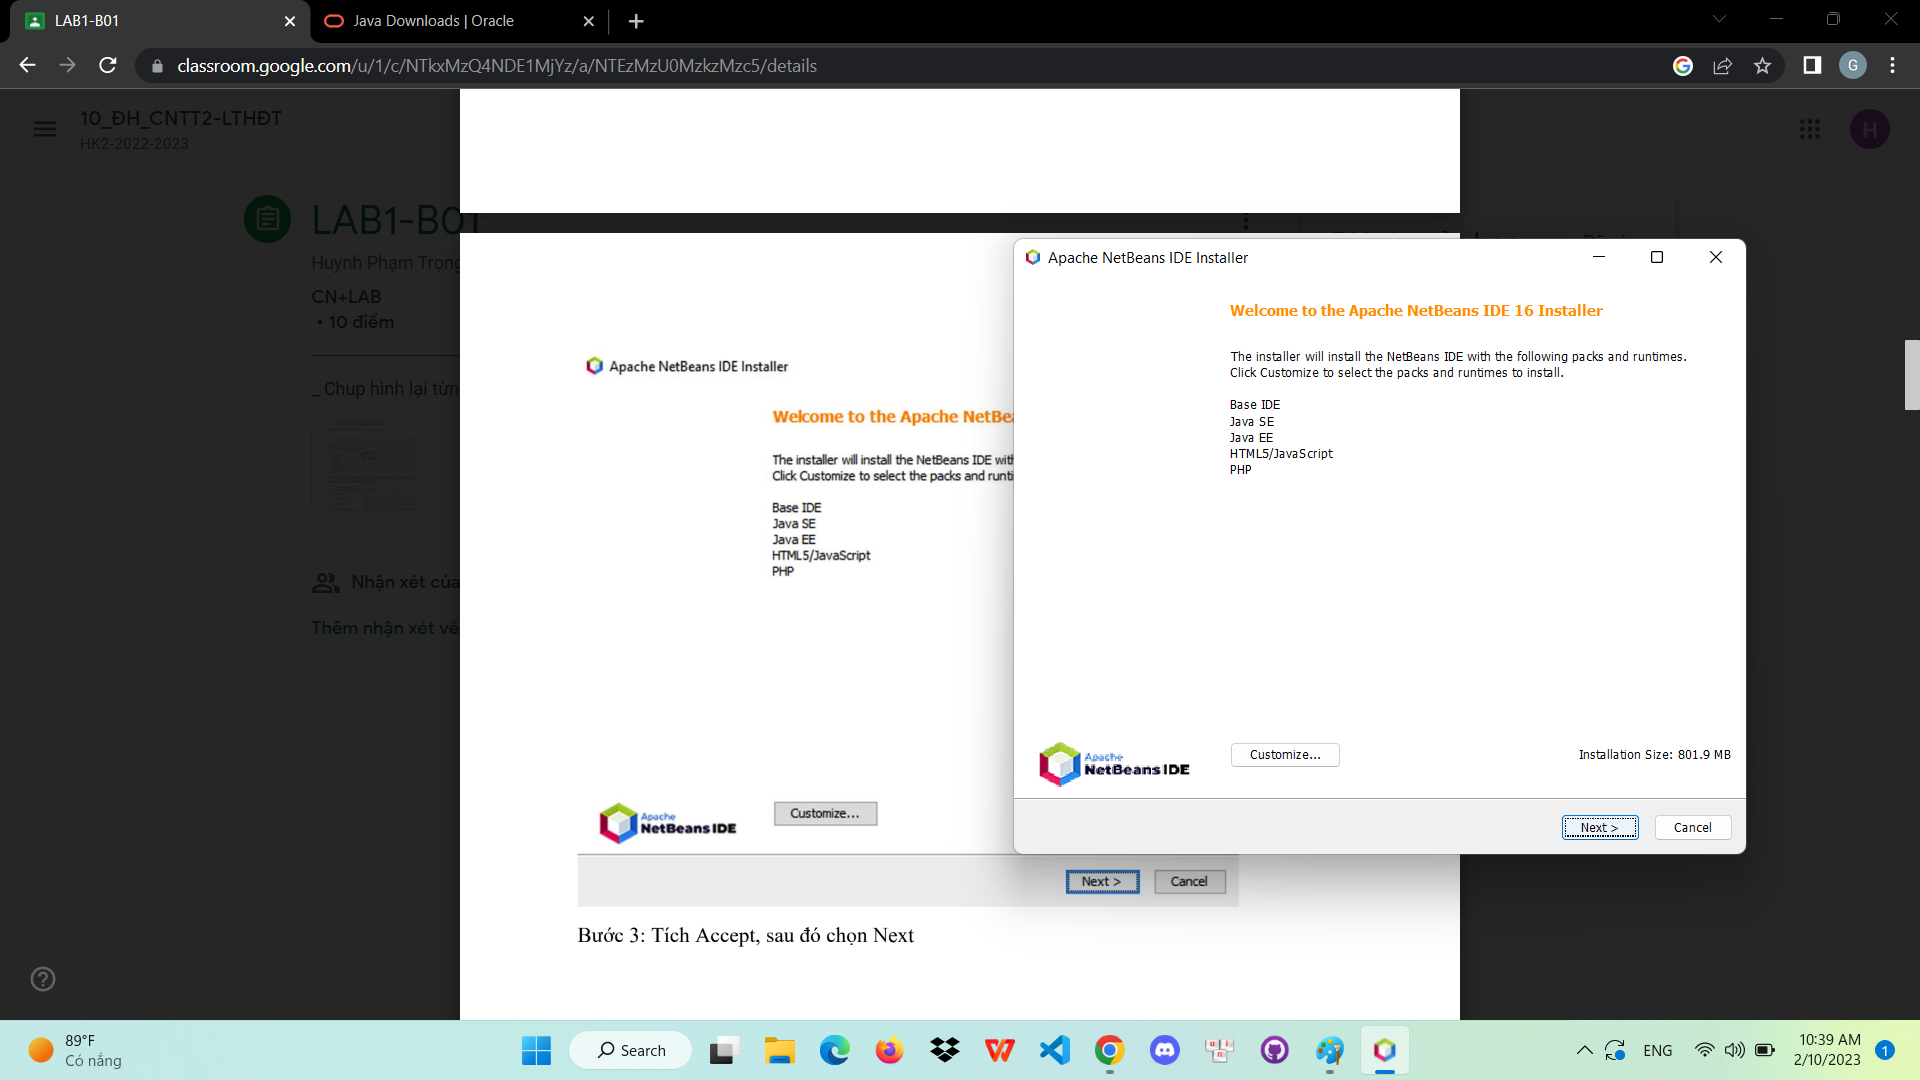 LAB1-B01
Java Downloads | Oracle
classroom.google.com/u/1/c/NTkxMzQ4NDE1MjYz/a/NTEzMzU0MzkzMzc5/details
G
10_ĐH_CNTT2-LTHĐT
HK2-2022-2023
H
LAB1-B01
Huynh Phạm Trọng
CN+LAB
• 10 điểm
_ Chụp hình lại từn
Nhận xét của
Thêm nhận xét về
Apache NetBeans IDE Installer
Welcome to the Apache NetBea
The installer will install the NetBeans IDE with
Click Customize to select the packs and runti
Base IDE
Java SE
Java EE
HTML5/JavaScript
PHP
Apache
NetBeans IDE
Customize...
Next >
Cancel
Bước 3: Tích Accept, sau đó chọn Next
Apache NetBeans IDE Installer
Welcome to the Apache NetBeans IDE 16 Installer
The installer will install the NetBeans IDE with the following packs and runtimes.
Click Customize to select the packs and runtimes to install.
Base IDE
Java SE
Java EE
HTML5/JavaScript
PHP
Apache
NetBeans IDE
Customize...
Installation Size: 801.9 MB
Next >
Cancel
89°F
Có nắng
Search
ENG
10:39 AM
2/10/2023
1